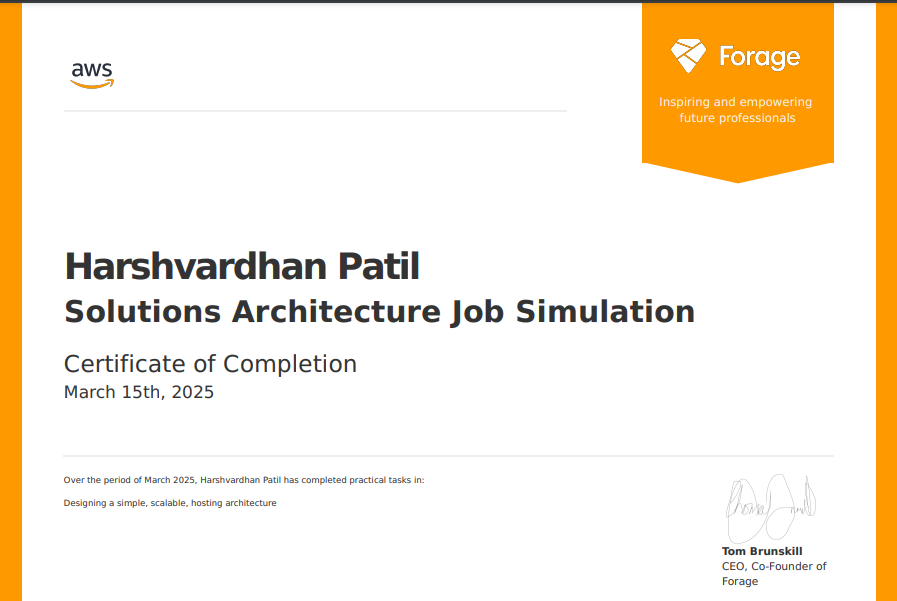 aws
Forage
Inspiring and empowering
future professionals
Harshvardhan Patil
Solutions Architecture Job Simulation
Certificate of Completion
March 15th, 2025
Over the period of March 2025, Harshvardhan Patil has completed practical tasks in:
Designing a simple, scalable, hosting architecture
Tom Brunskill
CEO, Co-Founder of
Forage